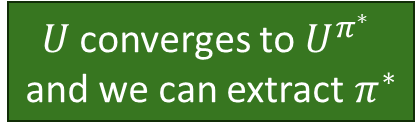 U converges to U^{π^*}
and we can extract π^*